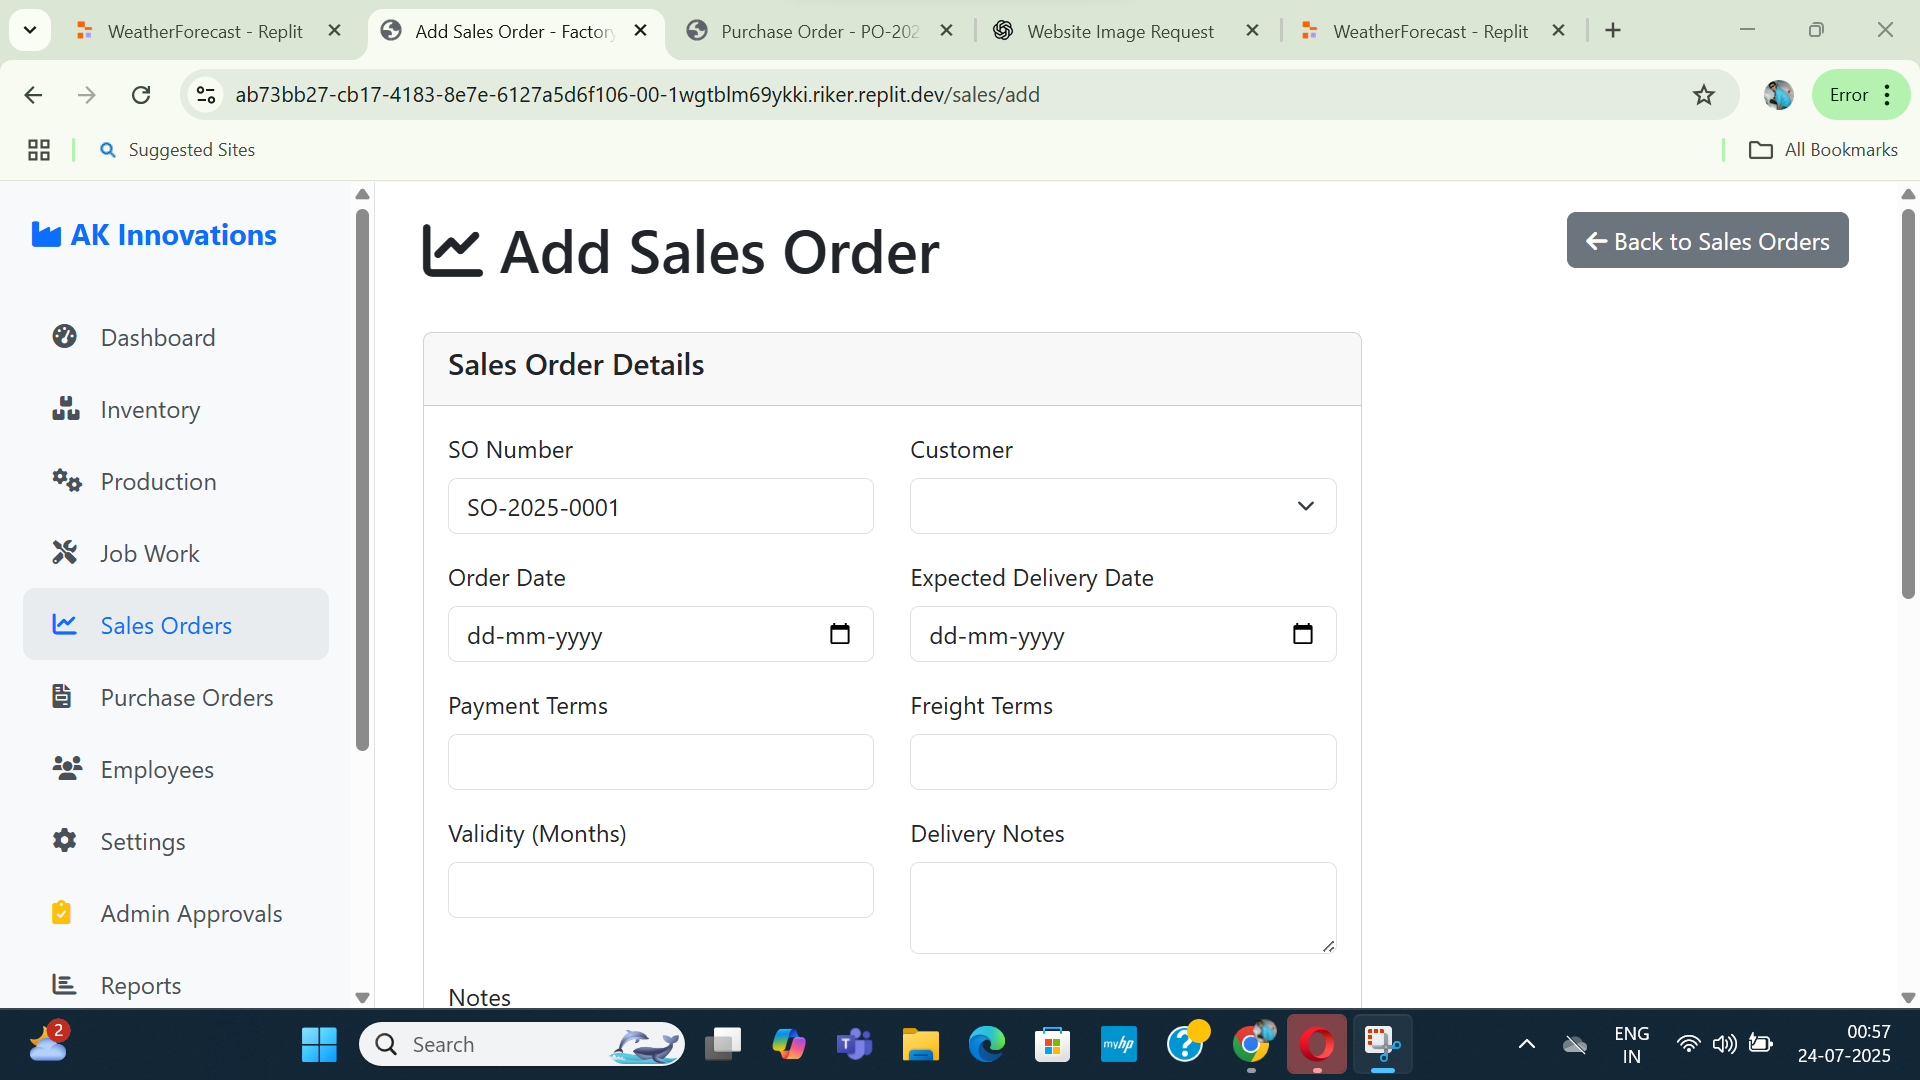 WeatherForecast - Replit
Add Sales Order - Factor
Purchase Order - PO-202
Website Image Request
WeatherForecast - Replit
ab73bb27-cb17-4183-8e7e-6127a5d6f106-00-1wgtblm69ykki.riker.replit.dev/sales/add
Error
Suggested Sites
All Bookmarks
AK Innovations
Dashboard
Inventory
Production
Job Work
Sales Orders
Purchase Orders
Employees
Settings
Admin Approvals
Reports
Add Sales Order
Back to Sales Orders
Sales Order Details
SO Number
Customer
SO-2025-0001
Order Date
Expected Delivery Date
dd-mm-yyyy
dd-mm-yyyy
Payment Terms
Freight Terms
Validity (Months)
Delivery Notes
Notes
2
Search
T
myhp
?
ENG
IN
00:57
24-07-2025